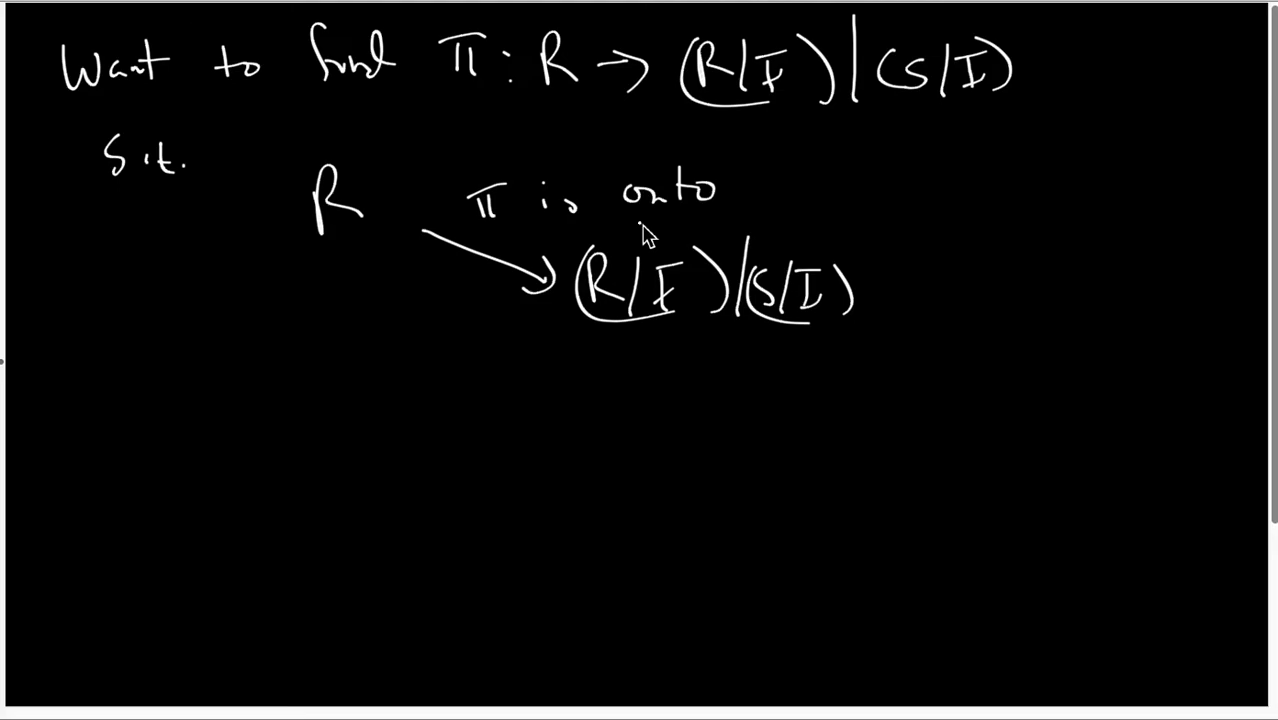 Want to find π : R → (R/I)/(S/I)
S.t.
R π is onto
(R/I)/(S/I)